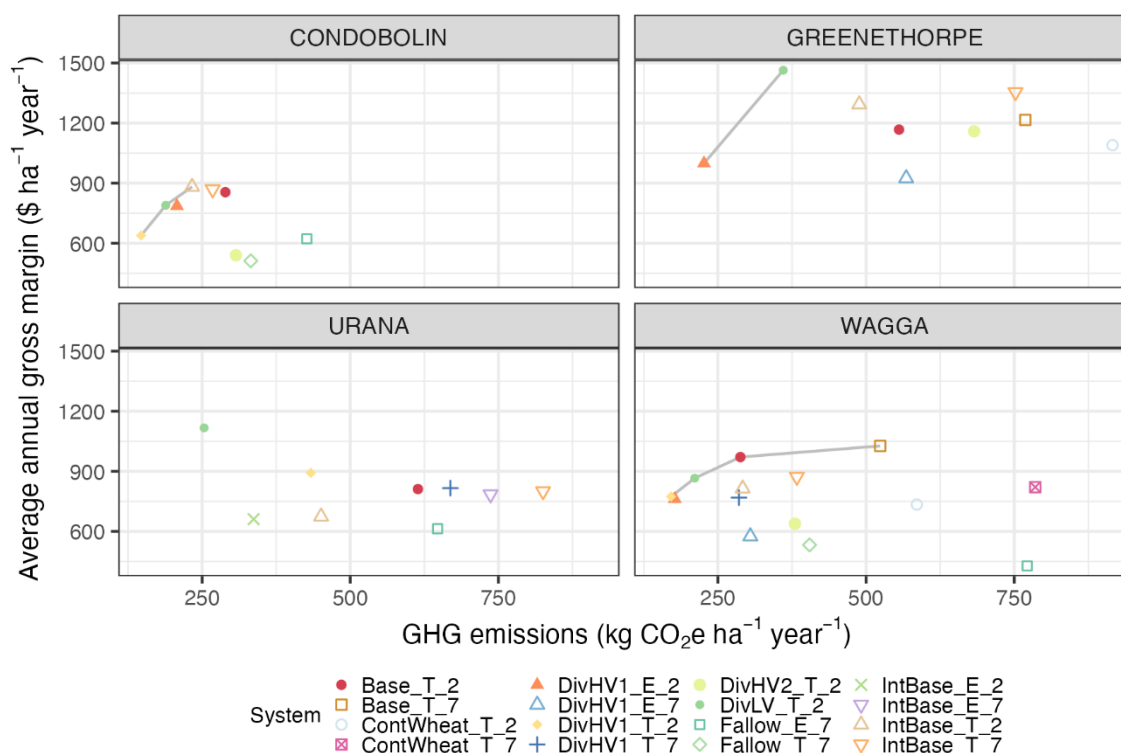 CONDOBOLIN
GREENETHORPE
1500
1200
900
600
URANA
WAGGA
1500
1200
900
600
250 500 750
250 500 750
Average annual gross margin ($ ha⁻¹ year⁻¹)
GHG emissions (kg CO₂e ha⁻¹ year⁻¹)
System
Base_T_2 DivHV1_E_2 DivHV2_T_2 IntBase_E_2
Base_T_7 DivHV1_E_7 DivLV_T_2 IntBase_E_7
ContWheat_T_2 DivHV1_T_2 Fallow_E_7 IntBase_T_2
ContWheat_T_7 DivHV1_T_7 Fallow_T_7 IntBase_T_7